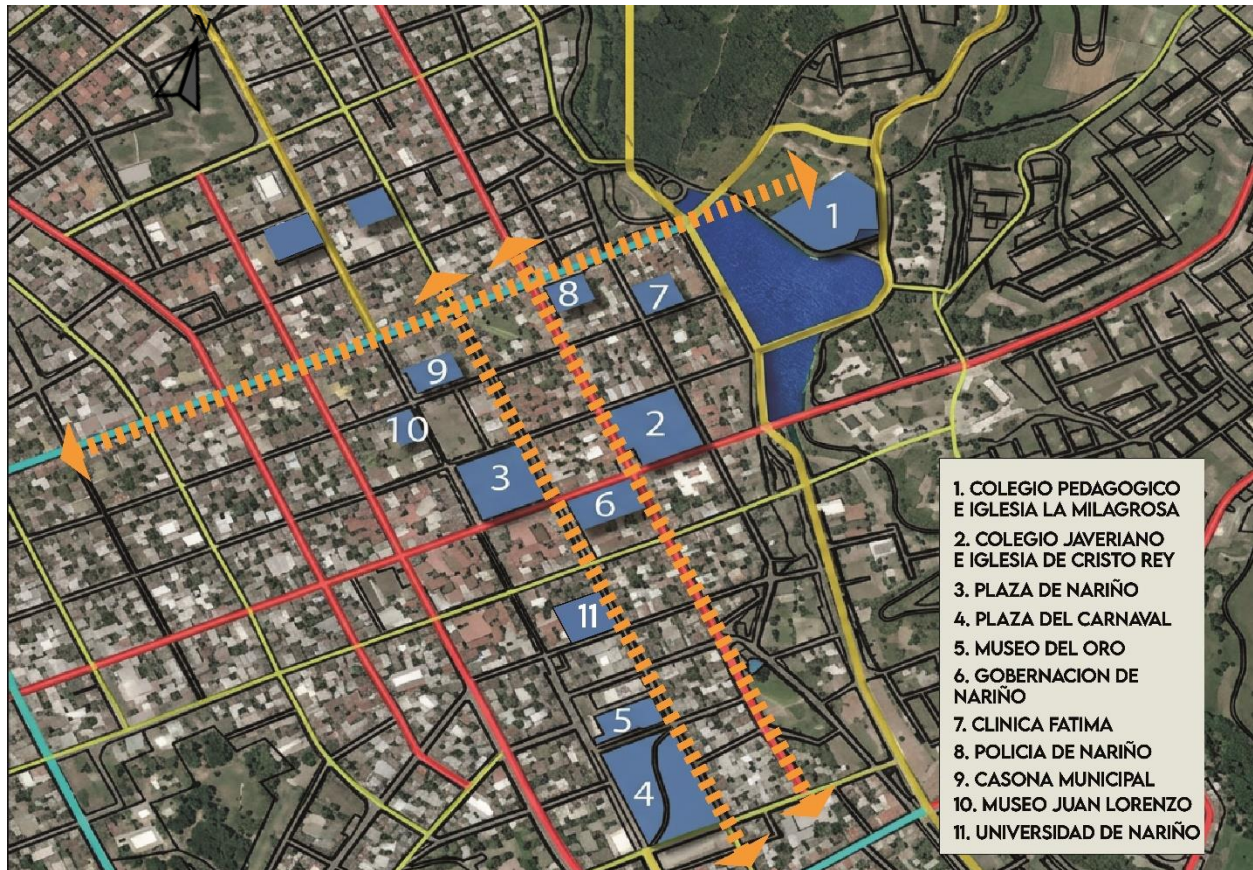 N
1
8
7
9
10
2
3
6
11
5
4
1. COLEGIO PEDAGOGICO
E IGLESIA LA MILAGROSA
2. COLEGIO JAVERIANO
E IGLESIA DE CRISTO REY
3. PLAZA DE NARIÑO
4. PLAZA DEL CARNAVAL
5. MUSEO DEL ORO
6. GOBERNACION DE
NARIÑO
7. CLINICA FATIMA
8. POLICIA DE NARIÑO
9. CASONA MUNICIPAL
10. MUSEO JUAN LORENZO
11. UNIVERSIDAD DE NARIÑO